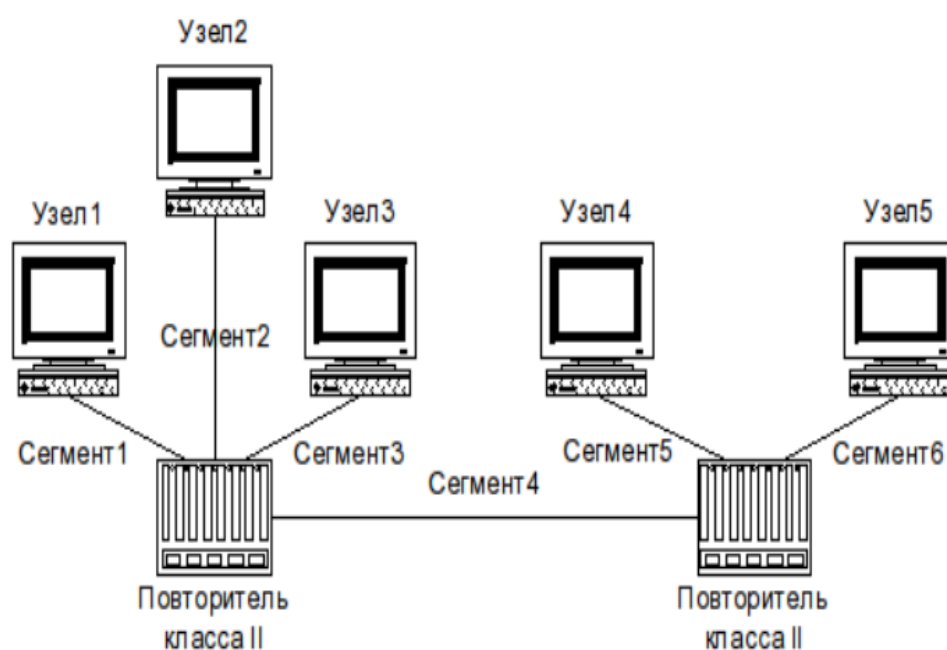 Узел2
Узел1
Узел3
Узел4
Узел5
Сегмент2
Сегмент1
Сегмент3
Сегмент5
Сегмент6
Сегмент4
Повторитель
класса II
Повторитель
класса II